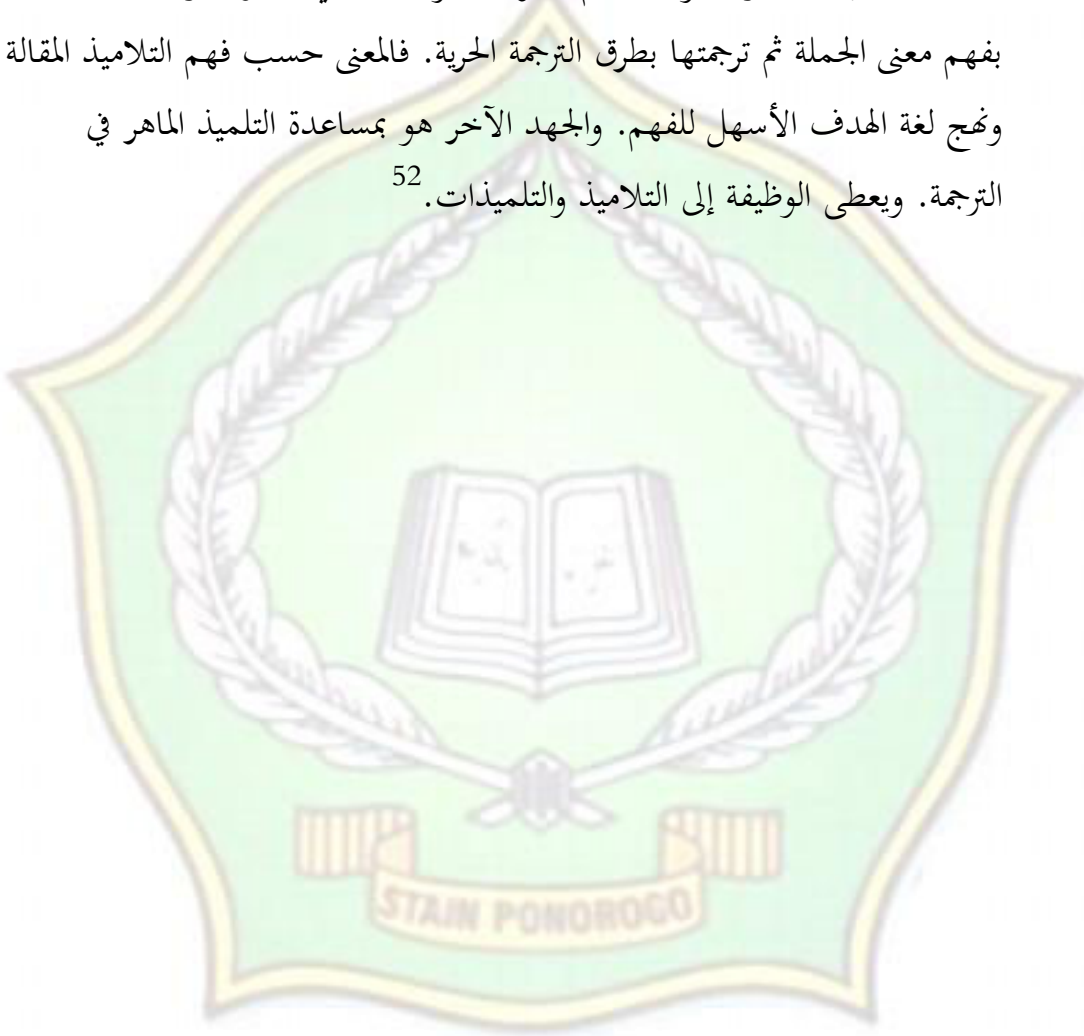 بفهم معنى الجملة ثم ترجمتها بطرق الترجمة الحرية. فالمعنى حسب فهم التلاميذ المقالة
ونهج لغة الهدف الأسهل للفهم. والجهد الآخر هو بمساعدة التلميذ الماهر في
الترجمة. ويعطى الوظيفة إلى التلاميذ والتلميذات.52
STAIN PONOROGO